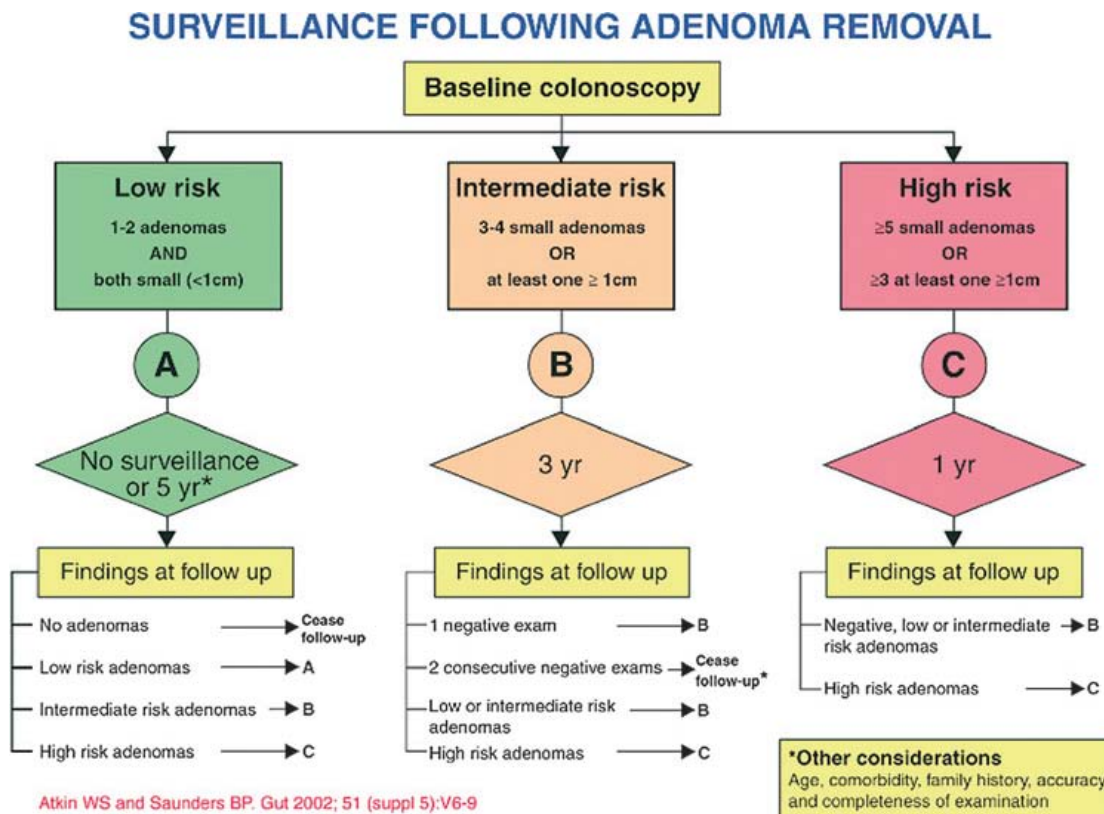 SURVEILLANCE FOLLOWING ADENOMA REMOVAL
Baseline colonoscopy
Low risk
1-2 adenomas
AND
both small (<1cm)
Intermediate risk
3-4 small adenomas
OR
at least one ≥ 1cm
High risk
≥5 small adenomas
OR
≥3 at least one ≥1cm
A
B
C
No surveillance
or 5 yr*
3 yr
1 yr
Findings at follow up
No adenomas
Cease
follow-up
Low risk adenomas
A
Intermediate risk adenomas
B
High risk adenomas
C
Findings at follow up
1 negative exam
B
2 consecutive negative exams
Cease
follow-up*
Low or intermediate risk
adenomas
B
High risk adenomas
C
Findings at follow up
Negative, low or intermediate
risk adenomas
B
High risk adenomas
C
*Other considerations
Age, comorbidity, family history, accuracy
and completeness of examination
Atkin WS and Saunders BP. Gut 2002; 51 (suppl 5):V6-9